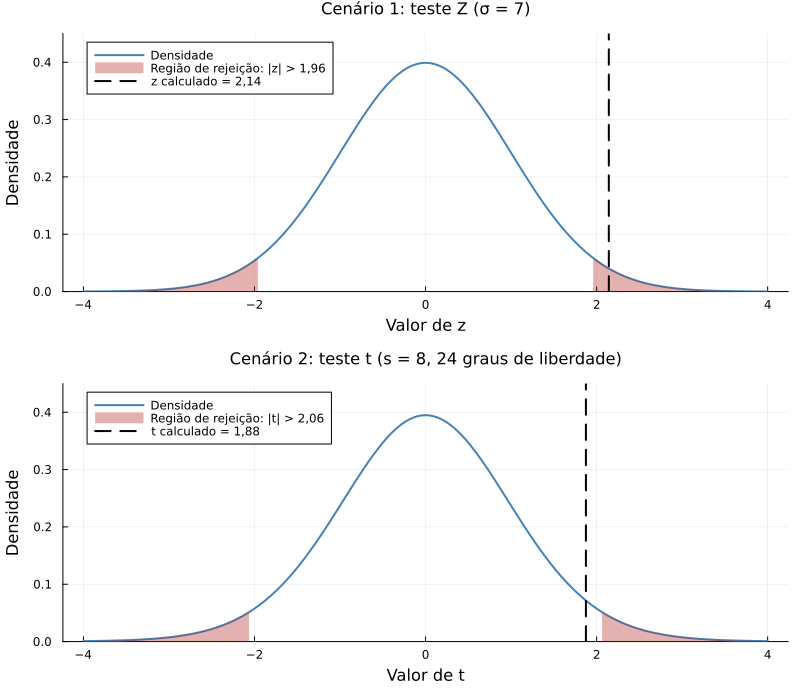 Cenário 1: teste Z (σ = 7)
Densidade
Região de rejeição: |z| > 1,96
z calculado = 2,14
Densidade
0.4
0.3
0.2
0.1
0.0
−4
−2
0
2
4
Valor de z
Cenário 2: teste t (s = 8, 24 graus de liberdade)
Densidade
Região de rejeição: |t| > 2,06
t calculado = 1,88
Densidade
0.4
0.3
0.2
0.1
0.0
−4
−2
0
2
4
Valor de t